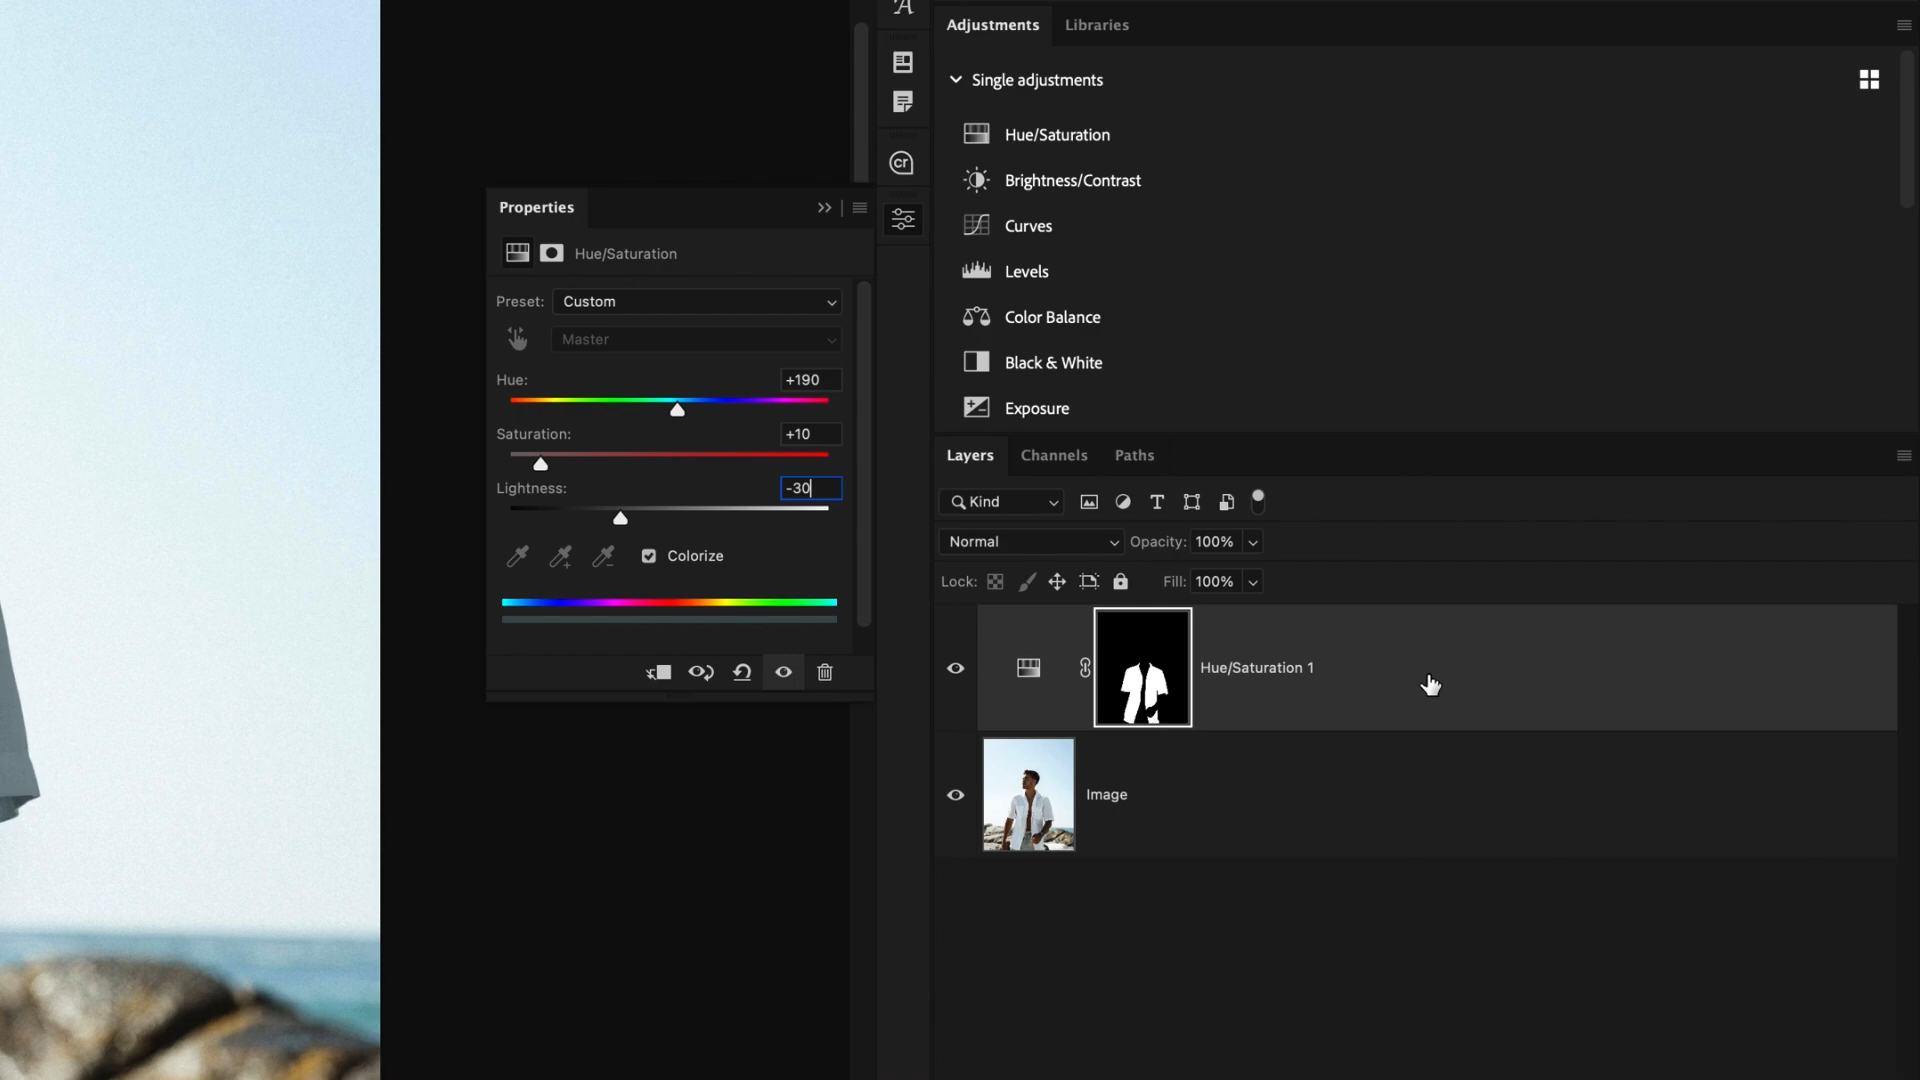 A
Adjustments
Libraries
Single adjustments
cr
Hue/Saturation
Brightness/Contrast
Curves
Levels
Color Balance
Black & White
Exposure
Properties
Hue/Saturation
Preset: Custom
Master
Hue: +190
Saturation: +10
Lightness: -30
Colorize
Layers
Channels
Paths
Kind
T
Normal
Opacity: 100%
Lock:
Fill: 100%
Hue/Saturation 1
Image